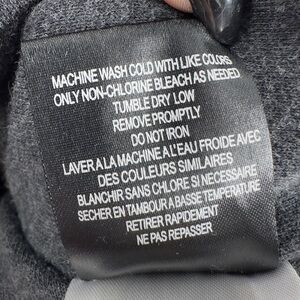 MACHINE WASH COLD WITH LIKE COLORS
ONLY NON-CHLORINE BLEACH AS NEEDED
TUMBLE DRY LOW
REMOVE PROMPTLY
DO NOT IRON
LAVER A LA MACHINE A L'EAU FROIDE AVEC
DES COULEURS SIMILAIRES
BLANCHIR SANS CHLORE SI NECESSAIRE
SECHER EN TAMBOUR A BASSE TEMPERATURE
RETIRER RAPIDEMENT
NE PAS REPASSER